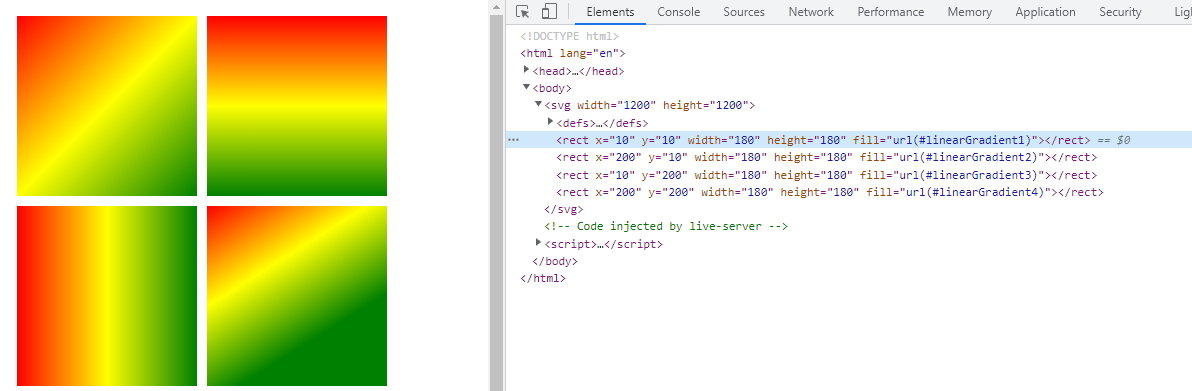 Elements Console Sources Network Performance Memory Application Security Ligh
<!DOCTYPE html>
<html lang="en">
<head>…</head>
<body>
<svg width="1200" height="1200">
<defs>…</defs>
<rect x="10" y="10" width="180" height="180" fill="url(#linearGradient1)"></rect> == $0
<rect x="200" y="10" width="180" height="180" fill="url(#linearGradient2)"></rect>
<rect x="10" y="200" width="180" height="180" fill="url(#linearGradient3)"></rect>
<rect x="200" y="200" width="180" height="180" fill="url(#linearGradient4)"></rect>
</svg>
<!-- Code injected by live-server -->
<script>…</script>
</body>
</html>